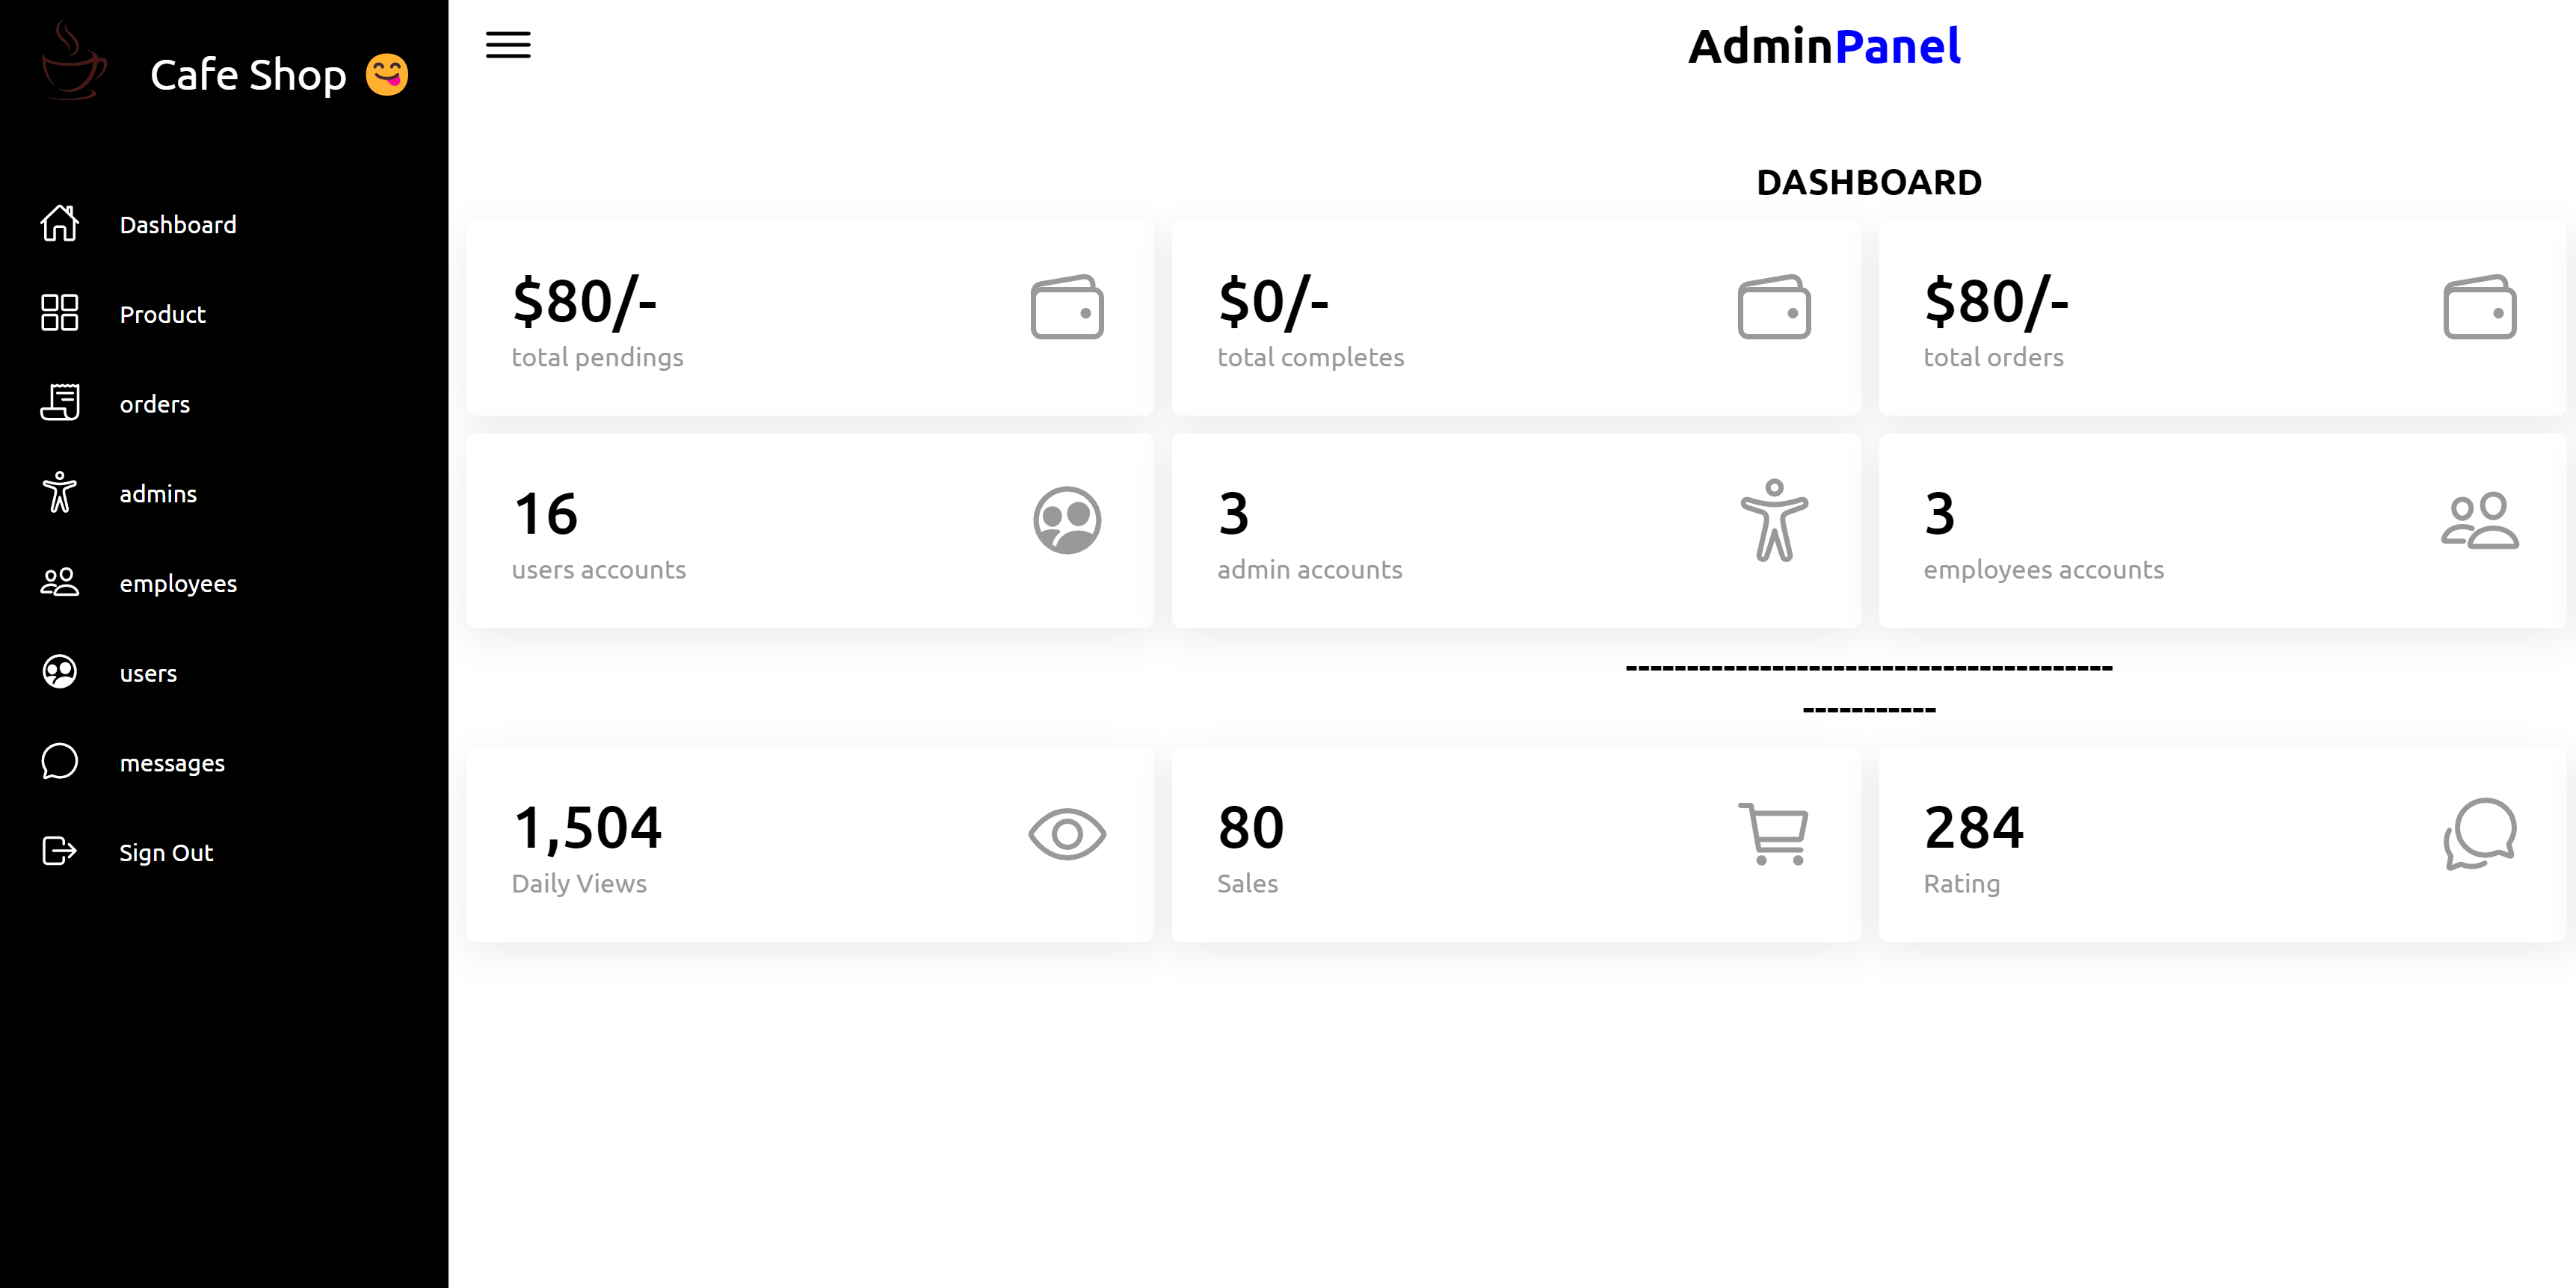 Cafe Shop 😋
Dashboard
Product
orders
admins
employees
users
messages
Sign Out
AdminPanel
DASHBOARD
$80/-
total pendings
$0/-
total completes
$80/-
total orders
16
users accounts
3
admin accounts
3
employees accounts
----------------------------------------
-----------
1,504
Daily Views
80
Sales
284
Rating